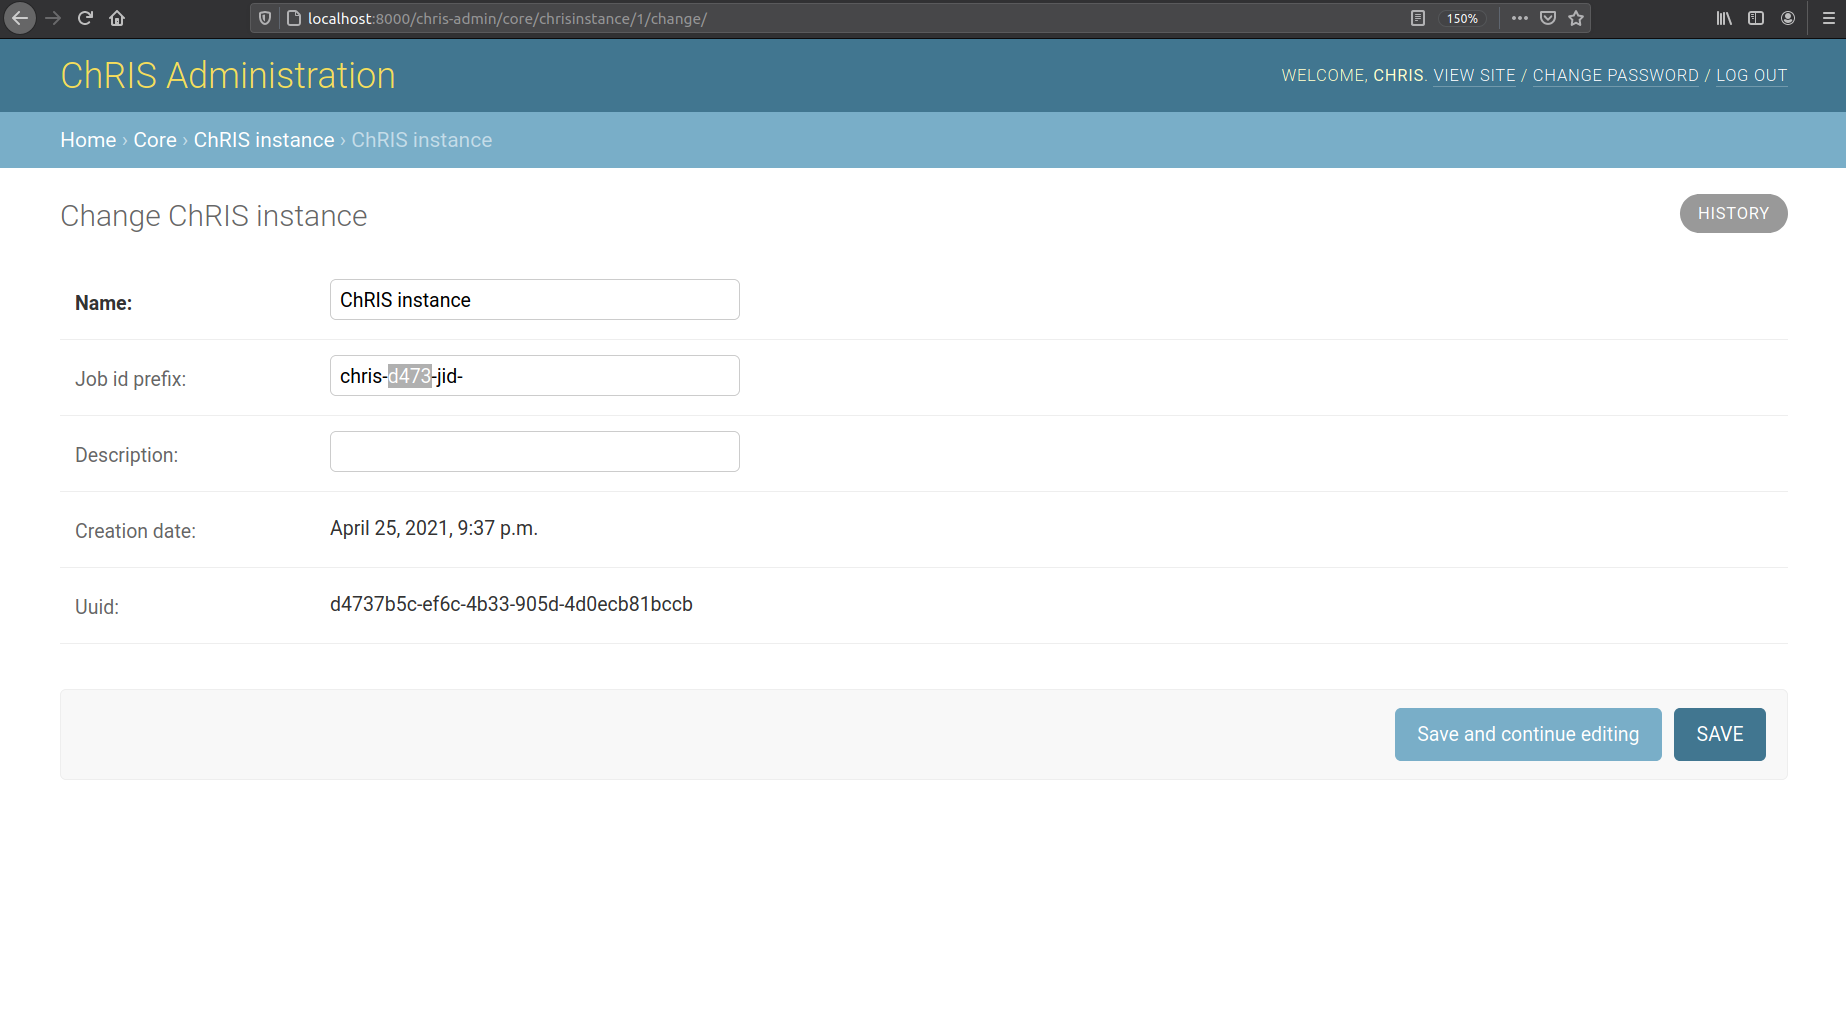 localhost:8000/chris-admin/core/chrisinstance/1/change/
150%
ChRIS Administration
WELCOME, CHRIS. VIEW SITE / CHANGE PASSWORD / LOG OUT
Home › Core › ChRIS instance › ChRIS instance
Change ChRIS instance
HISTORY
Name: ChRIS instance
Job id prefix: chris-d473-jid-
Description:
Creation date: April 25, 2021, 9:37 p.m.
Uuid: d4737b5c-ef6c-4b33-905d-4d0ecb81bccb
Save and continue editing SAVE